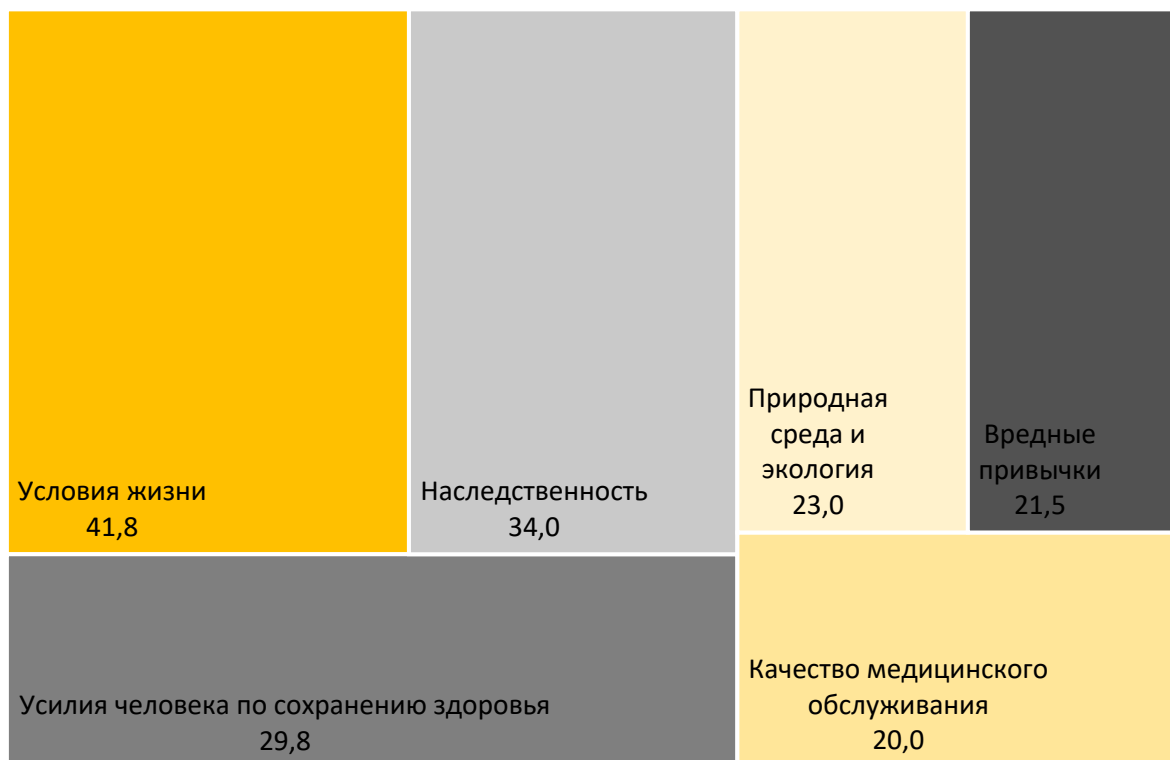 Условия жизни
41,8
Наследственность
34,0
Природная
среда и
экология
23,0
Вредные
привычки
21,5
Усилия человека по сохранению здоровья
29,8
Качество медицинского
обслуживания
20,0